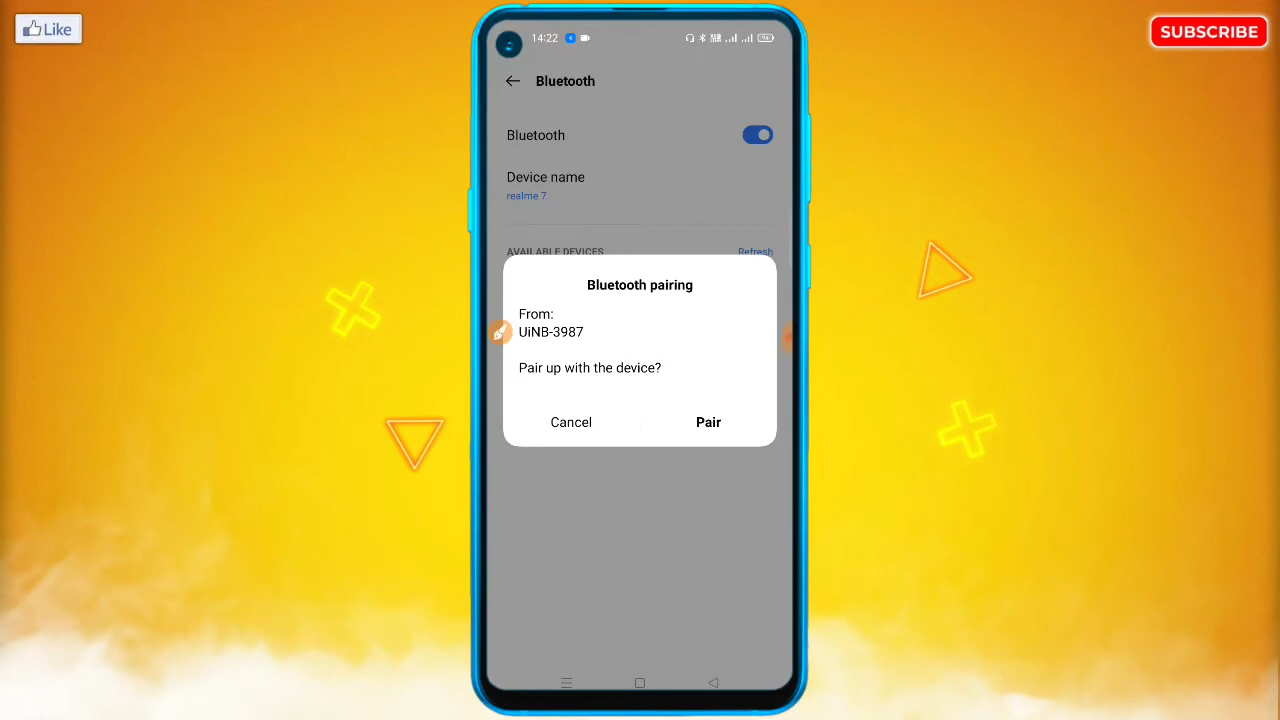 Like
SUBSCRIBE
14:22
Bluetooth
Bluetooth
Device name
realme 7
AVAILABLE DEVICES Refresh
Bluetooth pairing
From:
UiNB-3987
Pair up with the device?
Cancel Pair